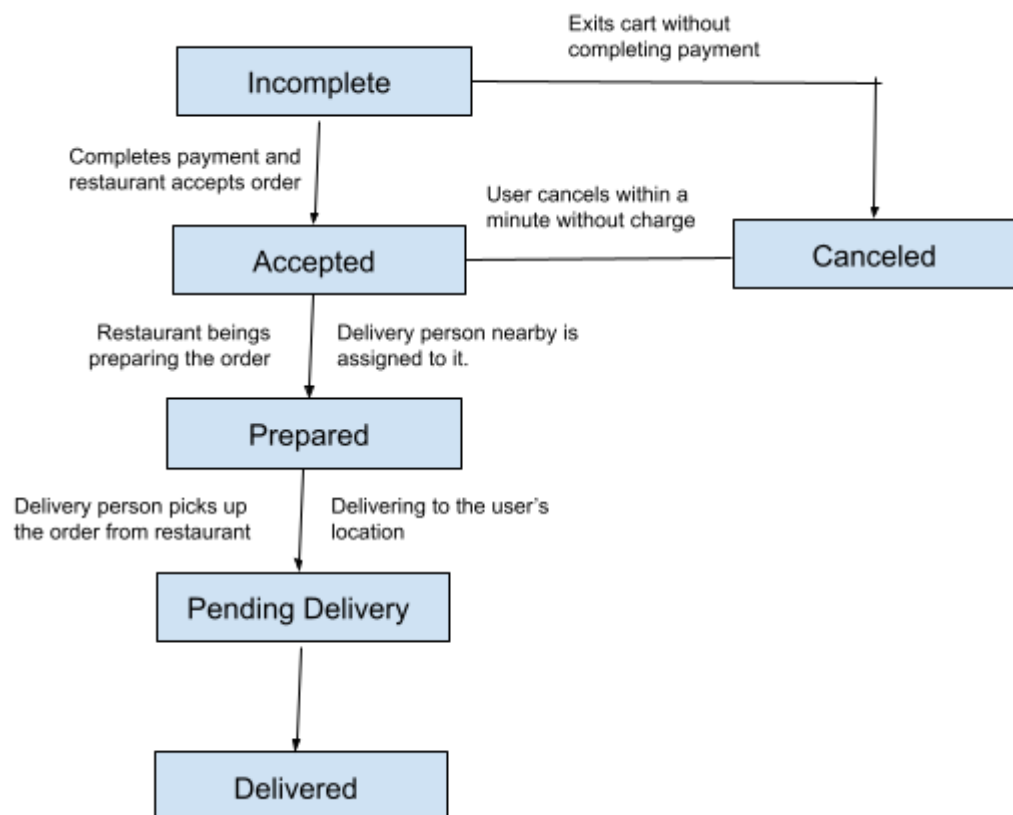 Exits cart without
completing payment
Incomplete
Completes payment and
restaurant accepts order
User cancels within a
minute without charge
Accepted
Canceled
Restaurant beings
preparing the order
Delivery person nearby is
assigned to it.
Prepared
Delivery person picks up
the order from restaurant
Delivering to the user's
location
Pending Delivery
Delivered